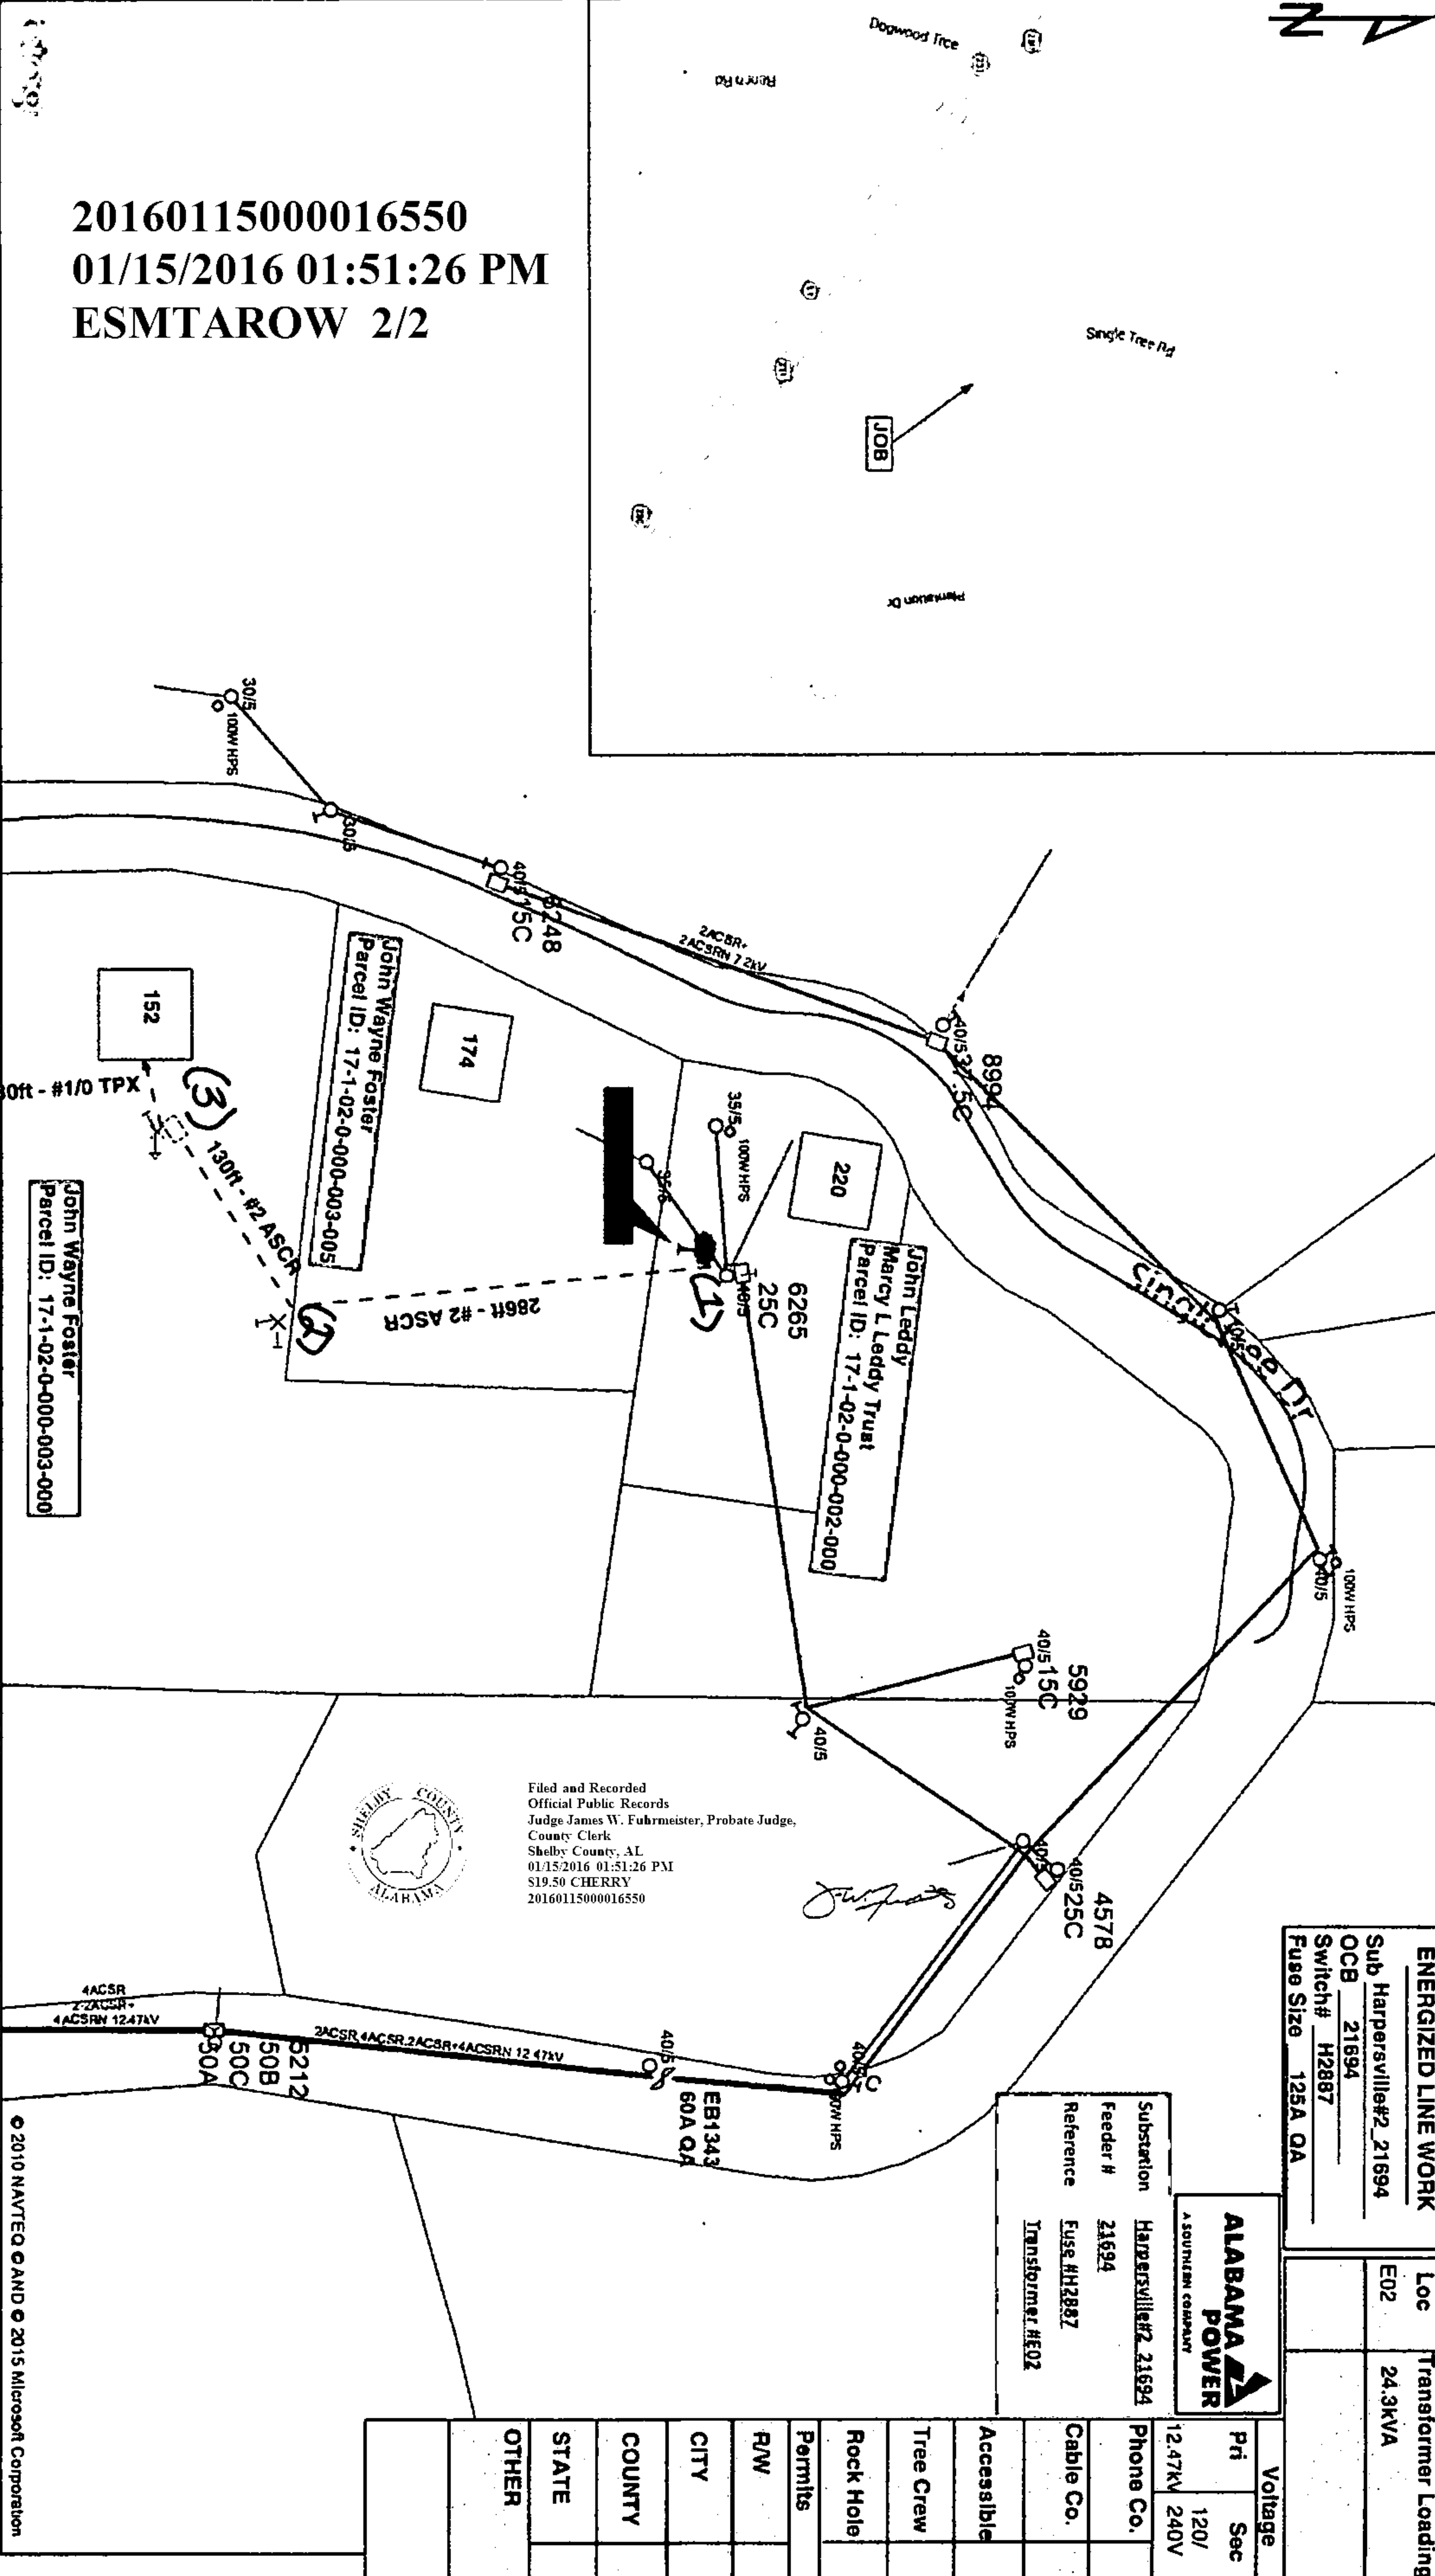 20160115000016550
01/15/2016 01:51:26 PM
ESMTAROW 2/2
Dogwood Tree
Single Tree Rd
JOB
Plantation Dr
30/5
100W HPS
30/5
40/5
15C
2ACSR+
2ACSRN 7.2kV
8994
40/5
37.5C
152
30ft - #1/0 TPX
(3)
130ft - #2 ASCR
John Wayne Foster
Parcel ID: 17-1-02-0-000-003-005
174
John Wayne Foster
Parcel ID: 17-1-02-0-000-003-000
(2)
286ft - #2 ASCR
35/5
100W HPS
35/5
220
(1)
6265
25C
40/5
John Leddy
Marcy L Leddy Trust
Parcel ID: 17-1-02-0-000-002-000
40/5
100W HPS
40/5
5929
15C
40/5
100W HPS
40/5
4578
25C
40/5
40/5
SHELBY COUNTY
ALABAMA
Filed and Recorded
Official Public Records
Judge James W. Fuhrmeister, Probate Judge,
County Clerk
Shelby County, AL
01/15/2016 01:51:26 PM
$19.50 CHERRY
20160115000016550
4ACSR
2-2ACSR+
4ACSRN 12.47kV
5212
50B
50C
50A
2ACSR,4ACSR,2ACSR+4ACSRN 12.47kV
40/5
EB1343
60A QA
ENERGIZED LINE WORK
Sub Harpersville#2_21694
OCB 21694
Switch# H2887
Fuse Size 125A QA
Loc Transformer Loading
E02 24.3kVA
ALABAMA
POWER
A SOUTHERN COMPANY
Substation Harpersville#2_21694
Feeder # 21694
Reference Fuse #H2887
Transformer #E02
Voltage
Pri Sec
12.47kV 120/
240V
Phone Co.
Cable Co.
Accessible
Tree Crew
Rock Hole
Permits
R/W
CITY
COUNTY
STATE
OTHER
© 2010 NAVTEQ © AND © 2015 Microsoft Corporation